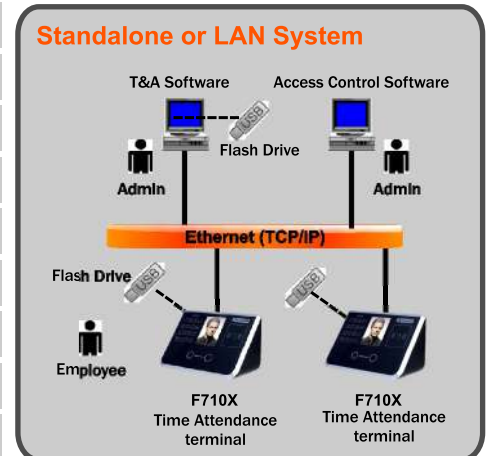 Standalone or LAN System
T&A Software
Access Control Software
USB
Flash Drive
Admin
Admin
Ethernet (TCP/IP)
Flash Drive
USB
USB
Employee
F710X
Time Attendance
terminal
F710X
Time Attendance
terminal